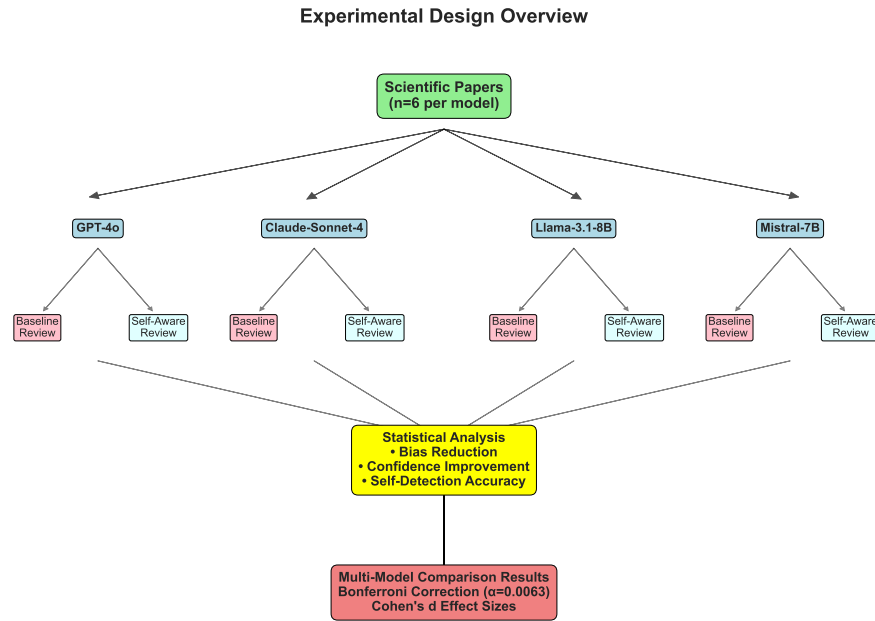 Experimental Design Overview
Scientific Papers
(n=6 per model)
GPT-4o
Claude-Sonnet-4
Llama-3.1-8B
Mistral-7B
Baseline
Review
Self-Aware
Review
Baseline
Review
Self-Aware
Review
Baseline
Review
Self-Aware
Review
Baseline
Review
Self-Aware
Review
Statistical Analysis
• Bias Reduction
• Confidence Improvement
• Self-Detection Accuracy
Multi-Model Comparison Results
Bonferroni Correction (α=0.0063)
Cohen's d Effect Sizes